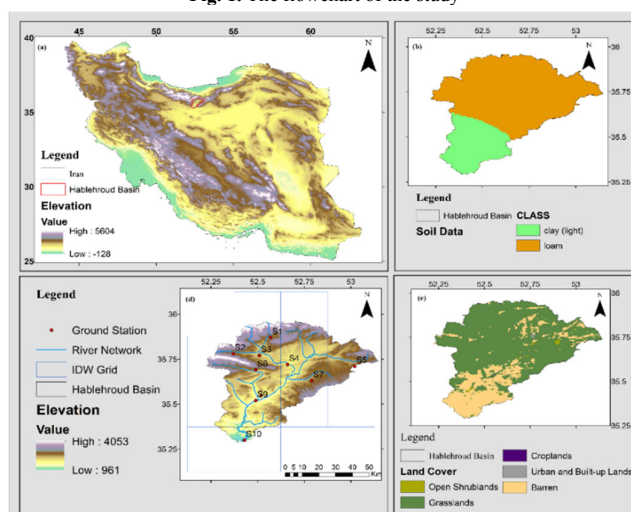 Fig. 1. The flowchart of the study
(a)
45 50 55 60
40
35
30
25
N
Legend
Iran
Hablehroud Basin
Elevation
Value
High : 5604
Low : -128
(b)
52.25 52.5 52.75 53
36
35.75
35.5
N
Legend
Hablehroud Basin
Soil Data
CLASS
clay (light)
loam
Legend
Ground Station
River Network
IDW Grid
Hablehroud Basin
Elevation
Value
High : 4053
Low : 961
(d)
52.25 52.5 52.75 53
36
35.75
35.5
35.25
N
S1
S2
S3
S4
S5
S6
S7
S9
S10
0 5 10 20 30 40 50
Km
52.25 52.5 52.75 53
36
35.75
35.5
35.25
N
Legend
Hablehroud Basin
Land Cover
Open Shrublands
Grasslands
Croplands
Urban and Built-up Lands
Barren